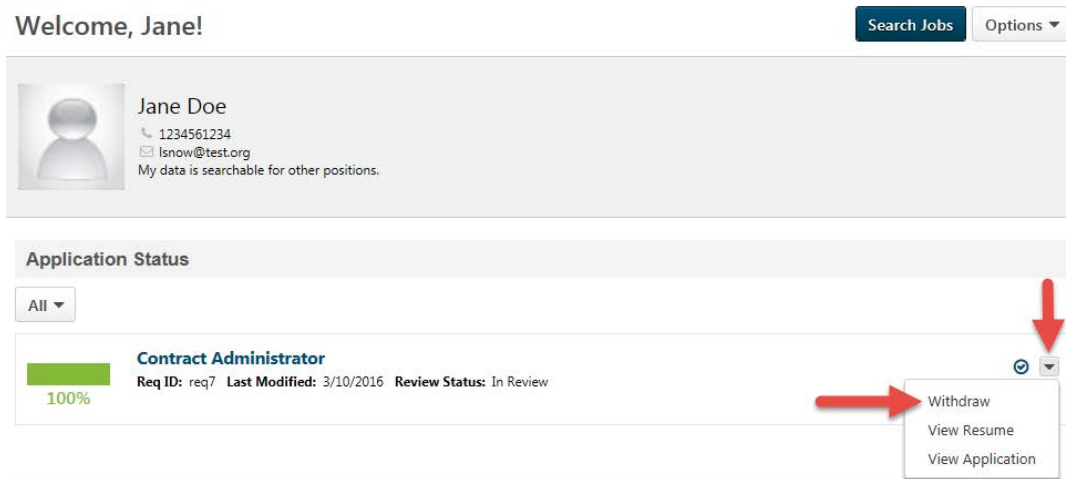 Welcome, Jane!
Search Jobs
Options
Jane Doe
1234561234
lsnow@test.org
My data is searchable for other positions.
Application Status
All
Contract Administrator
Req ID: req7 Last Modified: 3/10/2016 Review Status: In Review
100%
Withdraw
View Resume
View Application